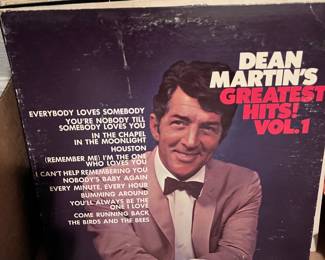 DEAN
MARTIN'S
GREATEST
HITS!
VOL.1
EVERYBODY LOVES SOMEBODY
YOU'RE NOBODY TILL
SOMEBODY LOVES YOU
IN THE CHAPEL
IN THE MOONLIGHT
HOUSTON
(REMEMBER ME) I'M THE ONE
WHO LOVES YOU
I CAN'T HELP REMEMBERING YOU
NOBODY'S BABY AGAIN
EVERY MINUTE, EVERY HOUR
BUMMING AROUND
YOU'LL ALWAYS BE THE
ONE I LOVE
COME RUNNING BACK
THE BIRDS AND THE BEES